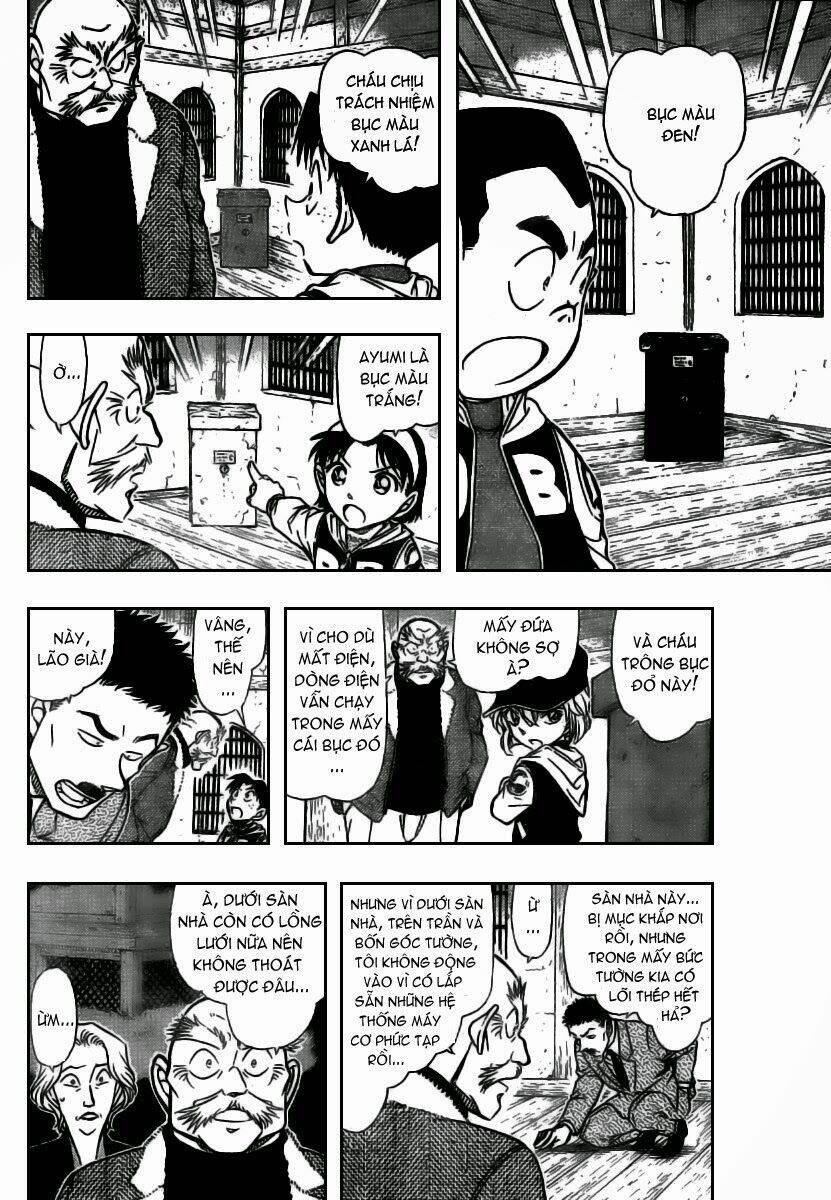 BỤC MÀU
ĐEN!
CHÁU CHỊU
TRÁCH NHIỆM
BỤC MÀU
XANH LÁ!
AYUMI LÀ
BỤC MÀU
TRẮNG!
Ờ...
VÀ CHÁU
TRÔNG BỤC
ĐỎ NÀY!
MẤY ĐỨA
KHÔNG SỢ
À?
VÌ CHO DÙ
MẤT ĐIỆN,
DÒNG ĐIỆN
VẪN CHẠY
TRONG MẤY
CÁI BỤC ĐÓ
...
VÂNG,
THẾ
NÊN
...
NÀY,
LÃO GIÀ!
SÀN NHÀ NÀY...
BỊ MỤC KHẮP NƠI
RỒI, NHƯNG
TRONG MẤY BỨC
TƯỜNG KIA CÓ
LÕI THÉP HẾT
HẢ?
Ừ
...
NHƯNG VÌ DƯỚI SÀN
NHÀ, TRÊN TRẦN VÀ
BỐN GÓC TƯỜNG,
TÔI KHÔNG ĐỘNG
VÀO VÌ CÓ LẮP
SẴN NHỮNG HỆ
THỐNG MÁY
CƠ PHỨC TẠP
RỒI...
À, DƯỚI SÀN
NHÀ CÒN CÓ LỒNG
LƯỚI NỮA NÊN
KHÔNG THOÁT
ĐƯỢC ĐÂU...
ỪM...